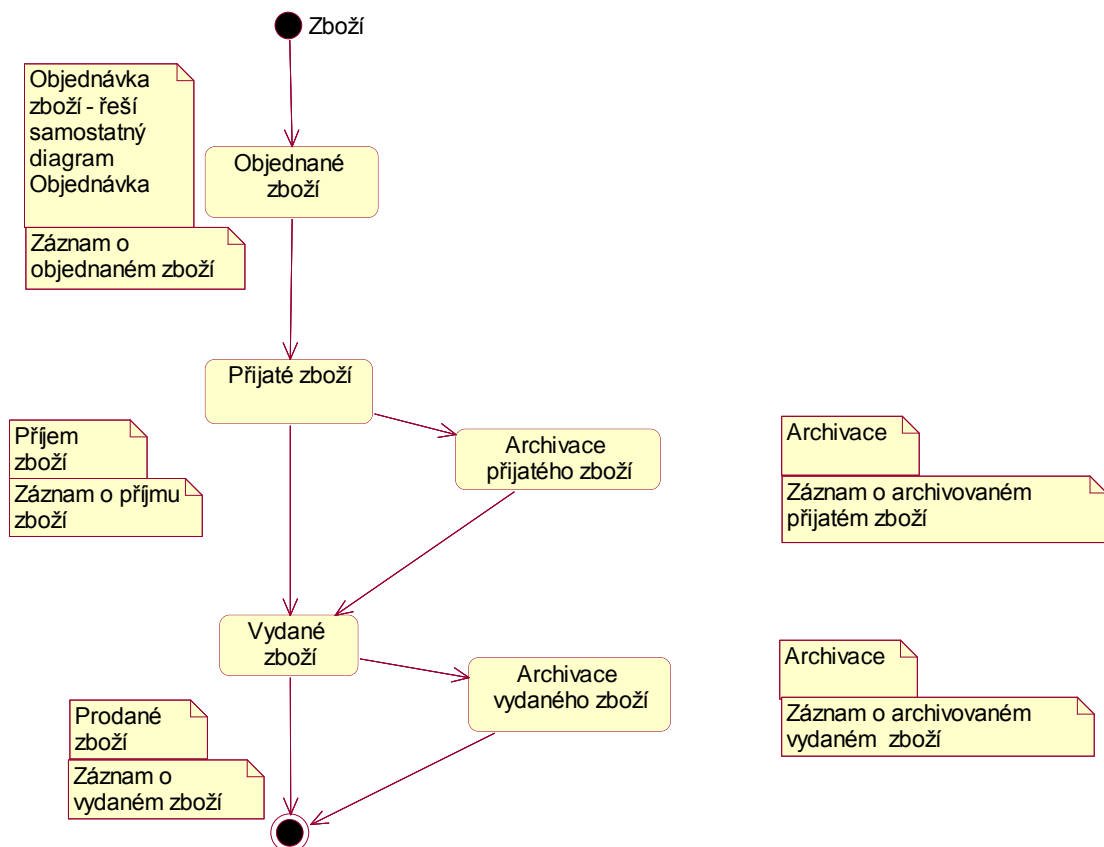 Zboží
Objednávka
zboží - řeší
samostatný
diagram
Objednávka
Objednané
zboží
Záznam o
objednaném zboží
Přijaté zboží
Příjem
zboží
Záznam o příjmu
zboží
Archivace
přijatého zboží
Archivace
Záznam o archivovaném
přijatém zboží
Vydané
zboží
Archivace
vydaného zboží
Archivace
Záznam o archivovaném
vydaném  zboží
Prodané
zboží
Záznam o
vydaném zboží